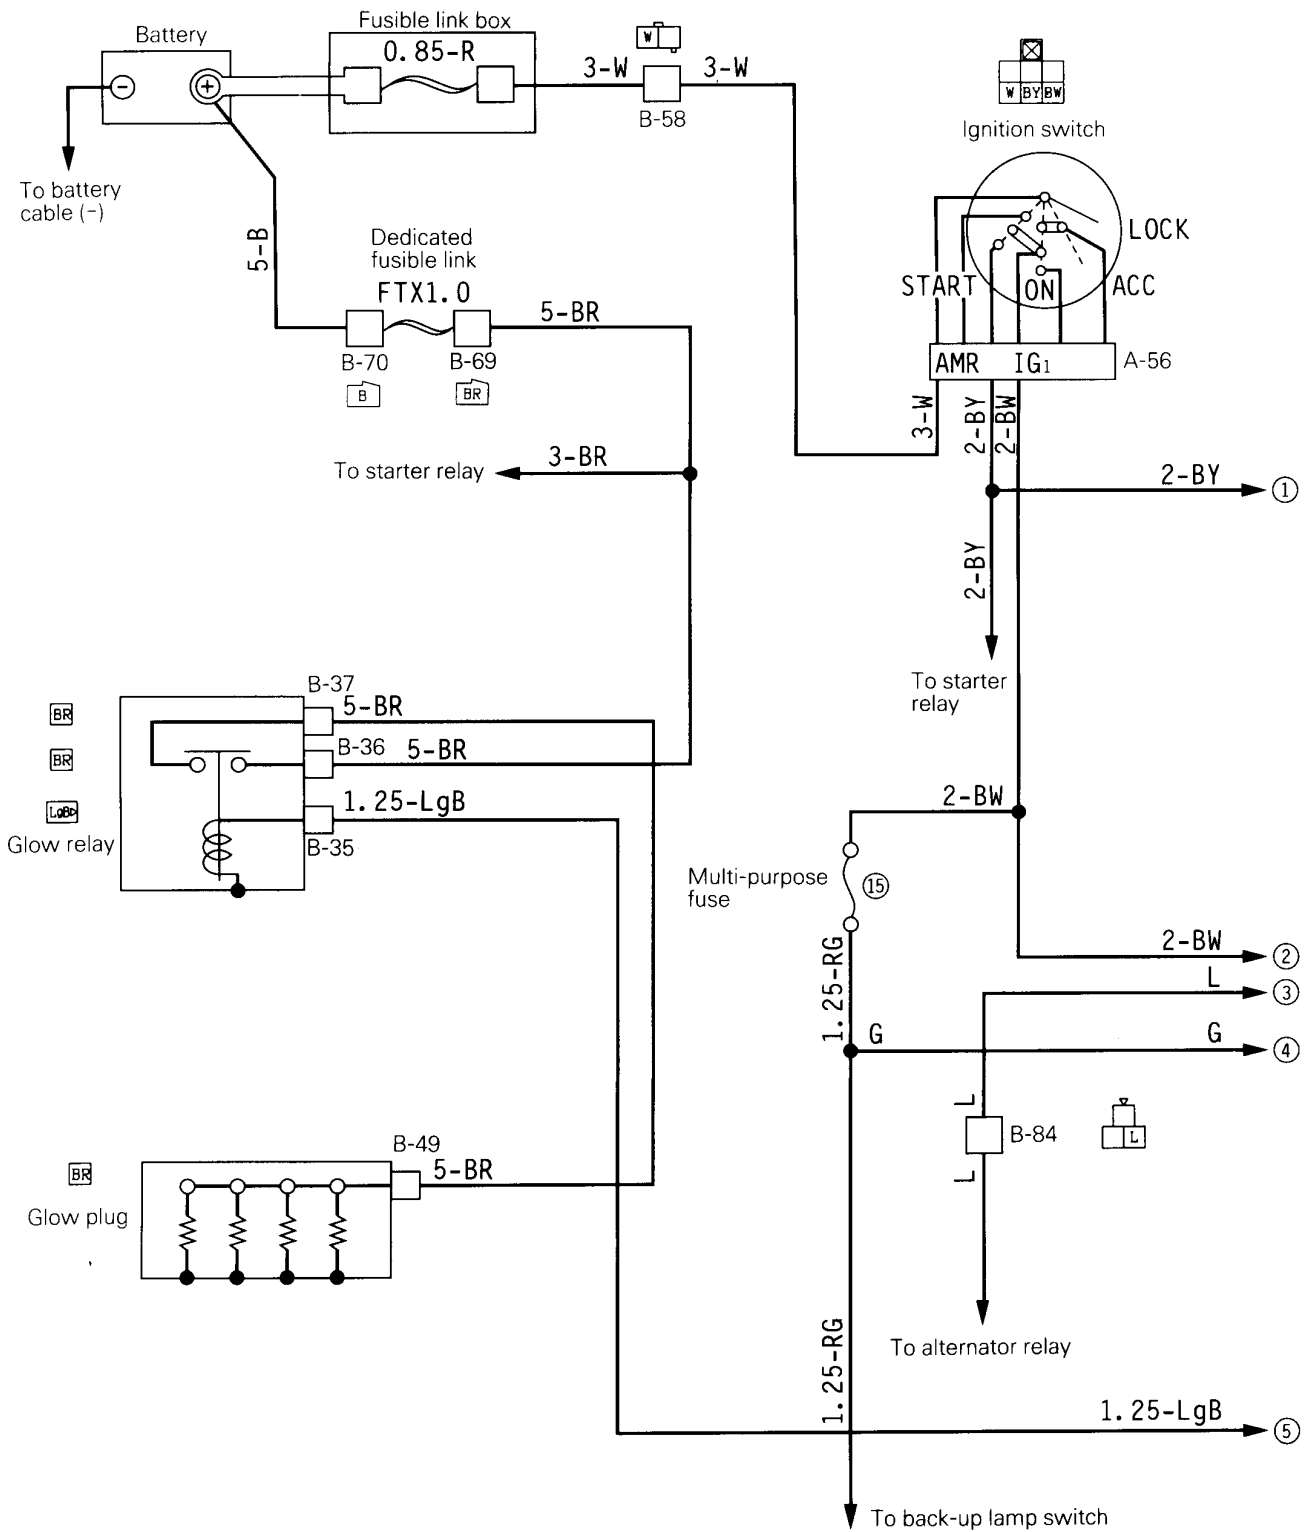 Battery
Fusible link box
0.85-R
3-W
3-W
W
B-58
W BY BW
Ignition switch
To battery
cable (-)
5-B
Dedicated
fusible link
FTX1.0
5-BR
B-70
B-69
B
BR
LOCK
START
ON
ACC
AMR
IG1
A-56
3-W
2-BY
2-BW
To starter relay
3-BR
2-BY
1
2-BY
To starter
relay
B-37
BR
5-BR
B-36
BR
5-BR
1.25-LgB
LgB
Glow relay
B-35
2-BW
Multi-purpose
fuse
15
1.25-RG
2-BW
2
L
3
G
G
4
L
B-84
L
L
B-49
BR
5-BR
Glow plug
To alternator relay
1.25-RG
1.25-LgB
5
To back-up lamp switch